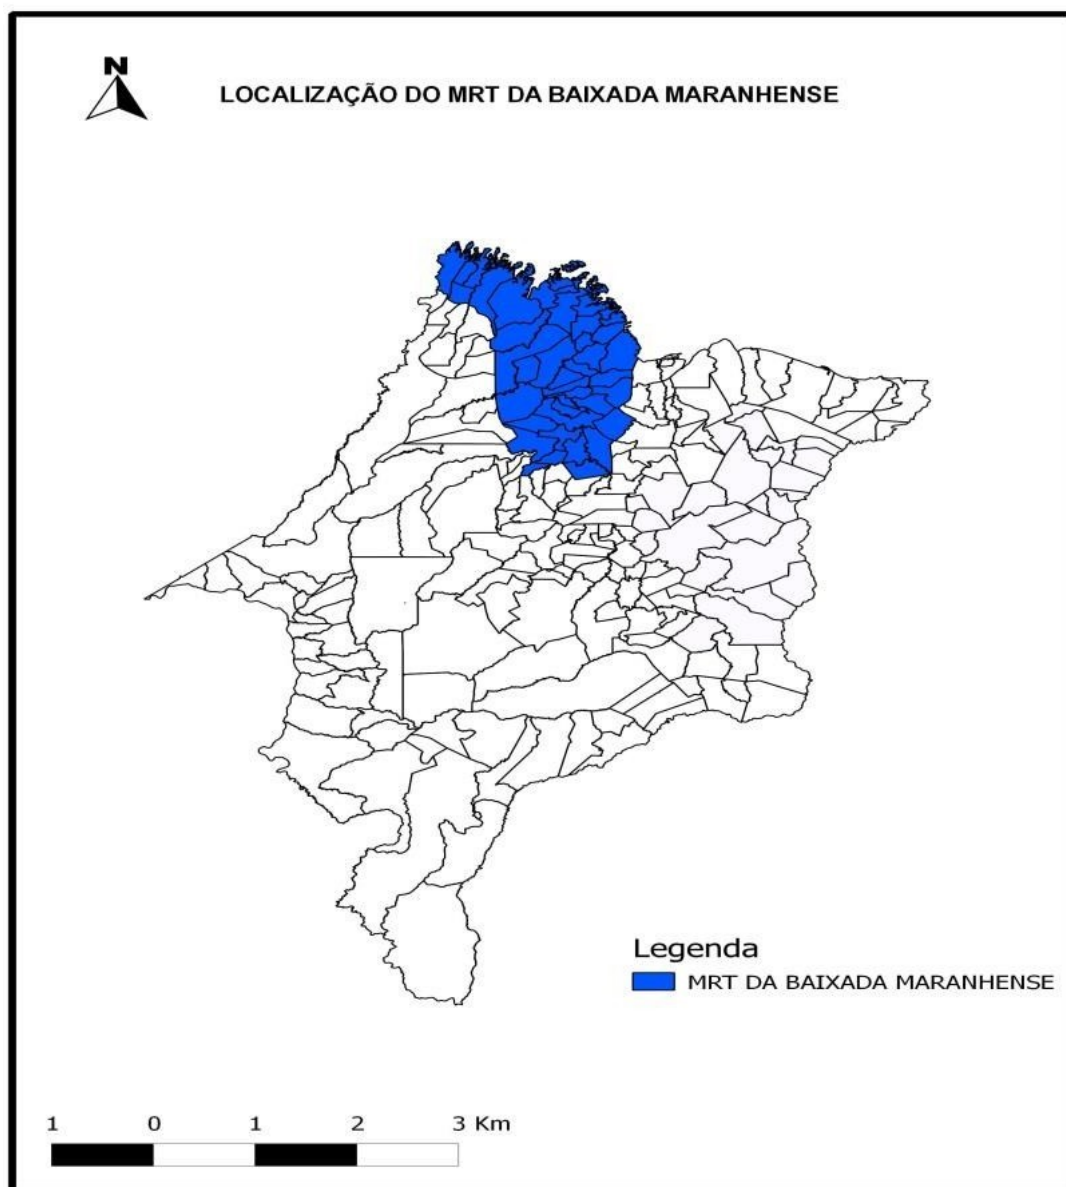 N
LOCALIZAÇÃO DO MRT DA BAIXADA MARANHENSE
Legenda
MRT DA BAIXADA MARANHENSE
1 0 1 2 3 Km